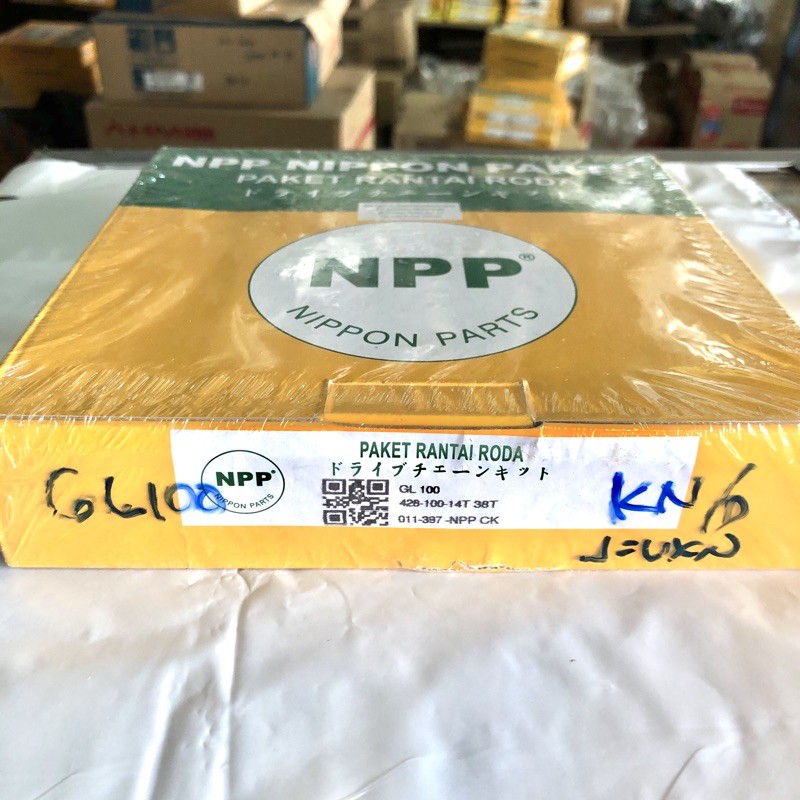 NPP NIPPON PARTS
PAKET RANTAI RODA
ドライブチェーンキット
NPP®
NIPPON PARTS
PAKET RANTAI RODA
ドライブチエーンキット
NPP
NIPPON PARTS
GL 100
428-100-14T 38T
011-397 -NPP CK
GL100
KN/